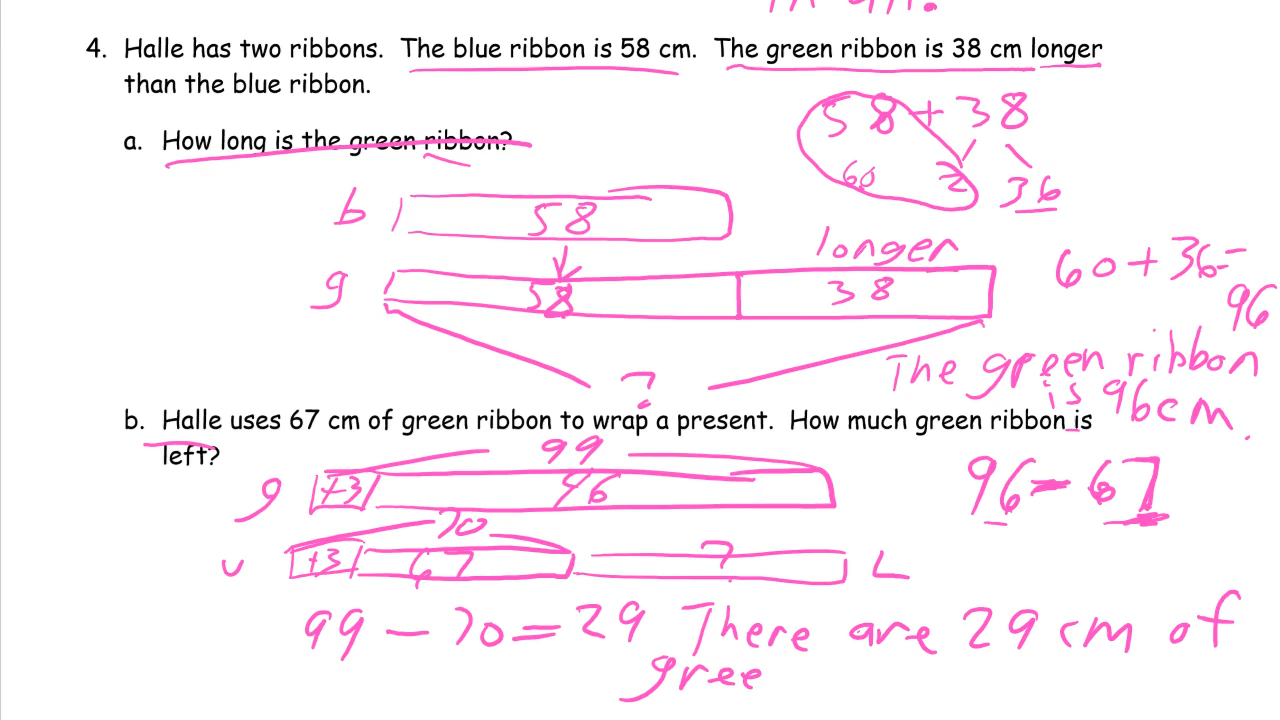 4. Halle has two ribbons. The blue ribbon is 58 cm. The green ribbon is 38 cm longer
than the blue ribbon.
58 + 38
a. How long is the green ribbon?
60 2 36
b 58
longer
60 + 36 =
96
g 58 38
The green ribbon
is 96cm.
?
b. Halle uses 67 cm of green ribbon to wrap a present. How much green ribbon is
left?
99
g +3 96
96 - 67
70
u +3 67 ? L
99 - 70 = 29 There are 29 cm of
gree